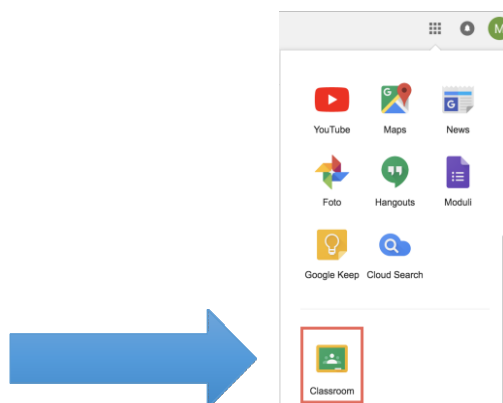 M
YouTube Maps News
Foto Hangouts Moduli
Google Keep Cloud Search
Classroom